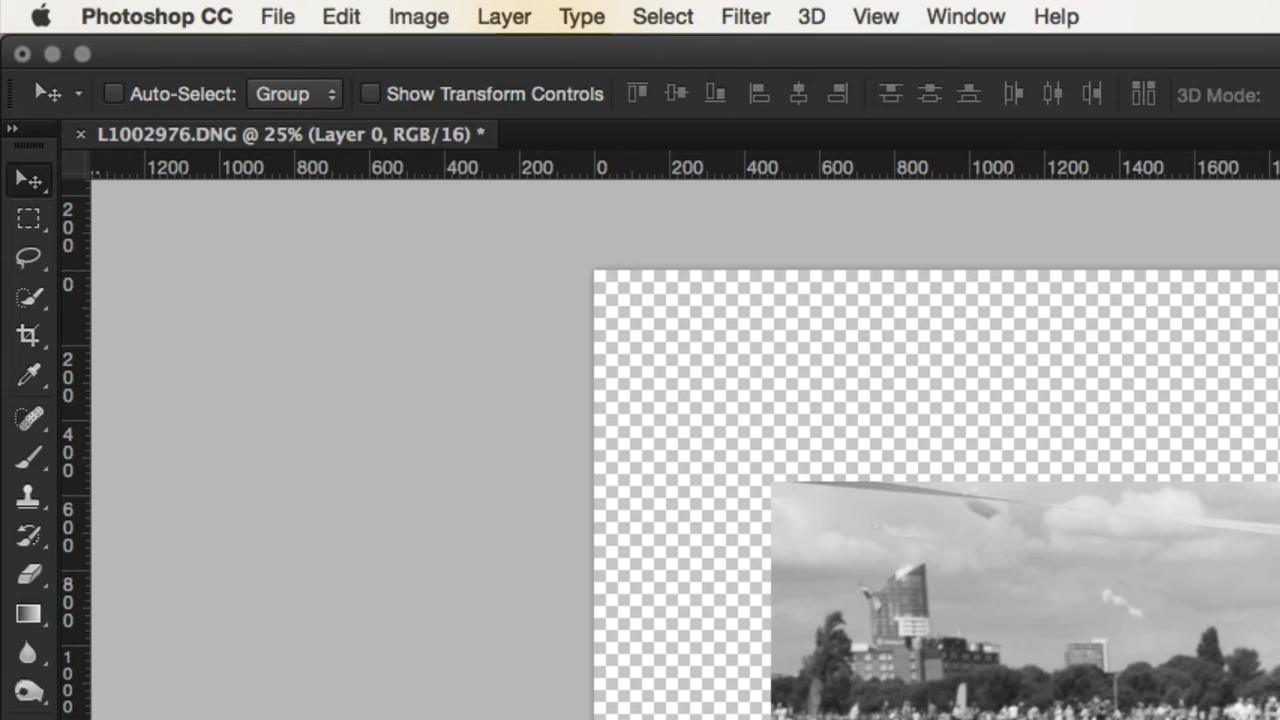 Photoshop CC File Edit Image Layer Type Select Filter 3D View Window Help
Auto-Select: Group Show Transform Controls 3D Mode:
× L1002976.DNG @ 25% (Layer 0, RGB/16) *
1200 1000 800 600 400 200 0 200 400 600 800 1000 1200 1400 1600
200
0
200
400
600
800
1000